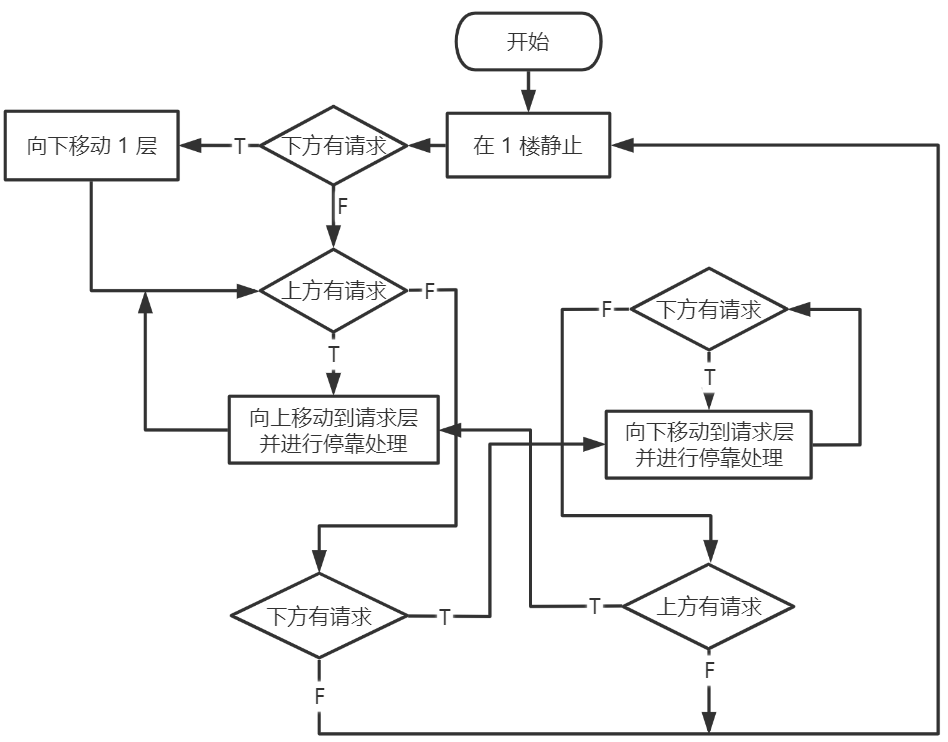 开始
在 1 楼静止
下方有请求
T
向下移动 1 层
F
上方有请求
F
T
向上移动到请求层
并进行停靠处理
下方有请求
F
T
向下移动到请求层
并进行停靠处理
下方有请求
T
F
上方有请求
T
F